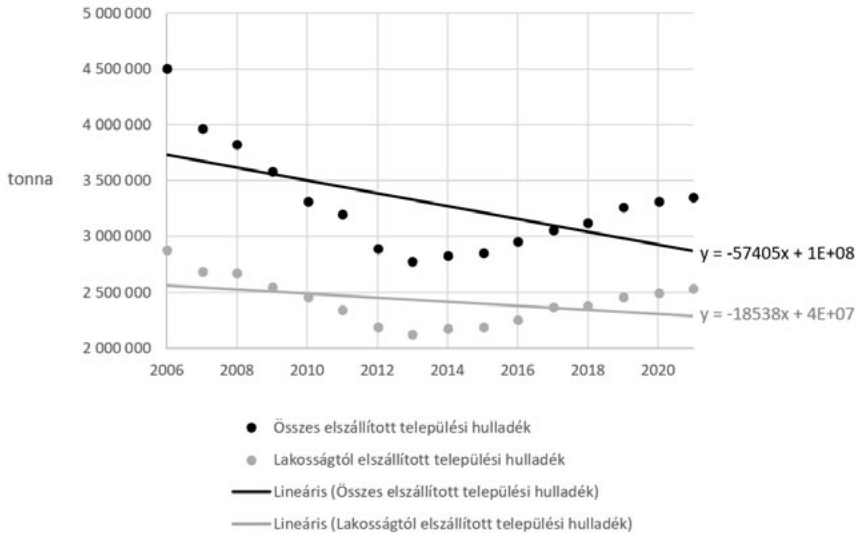 5 000 000
4 500 000
4 000 000
tonna
3 500 000
3 000 000
y = -57405x + 1E+08
2 500 000
y = -18538x + 4E+07
2 000 000
2006 2008 2010 2012 2014 2016 2018 2020
Összes elszállított települési hulladék
Lakosságtól elszállított települési hulladék
Lineáris (Összes elszállított települési hulladék)
Lineáris (Lakosságtól elszállított települési hulladék)